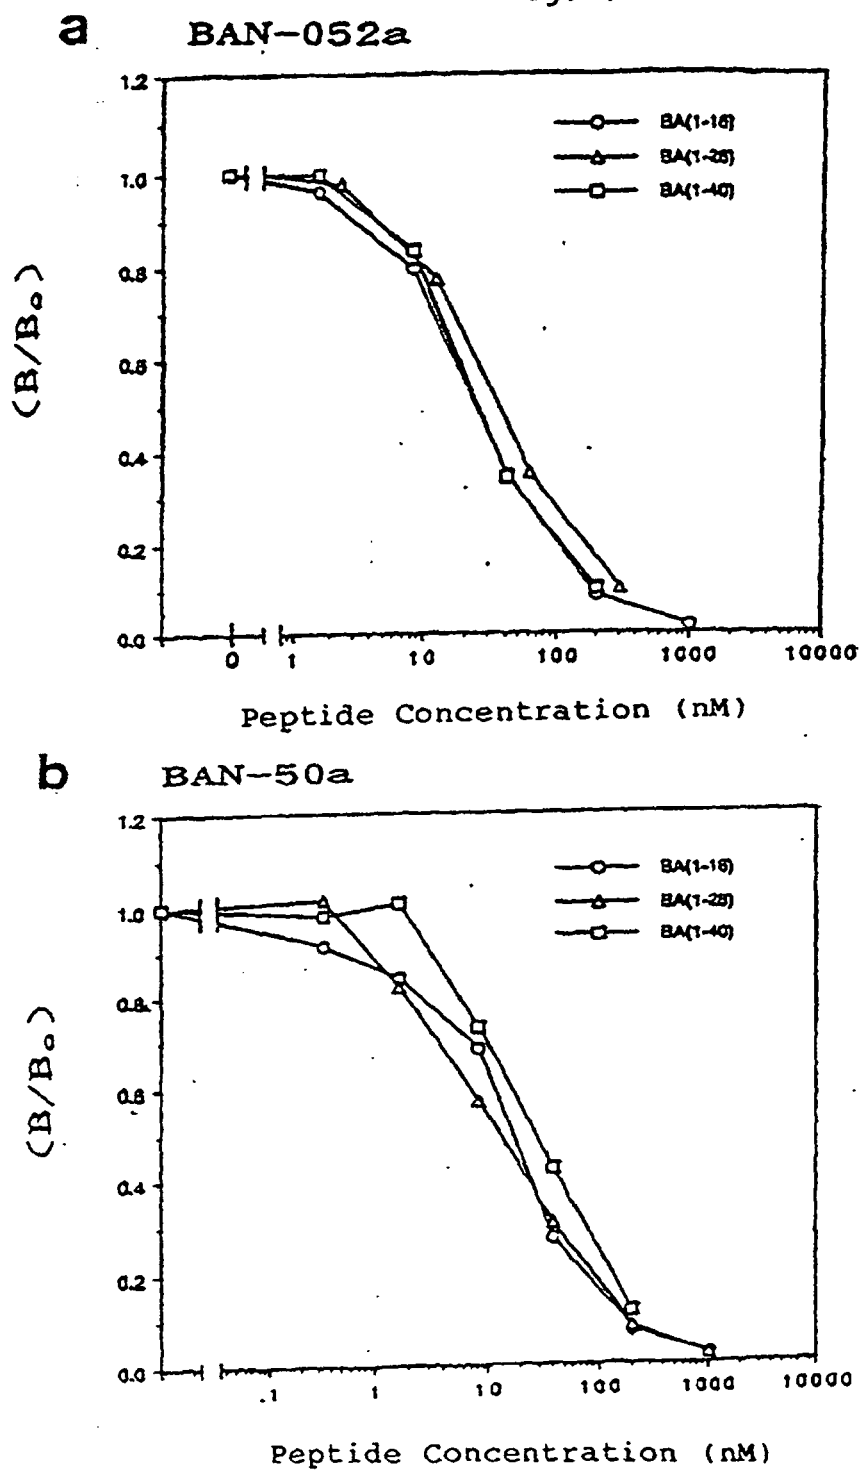 a
BAN-052a
1.2
1.0
0.8
0.6
0.4
0.2
0.0
(B/B₀)
BA(1-16)
BA(1-28)
BA(1-40)
0 1 10 100 1000 10000
Peptide Concentration (nM)
b
BAN-50a
1.2
1.0
0.8
0.6
0.4
0.2
0.0
(B/B₀)
BA(1-16)
BA(1-28)
BA(1-40)
.1 1 10 100 1000 10000
Peptide Concentration (nM)